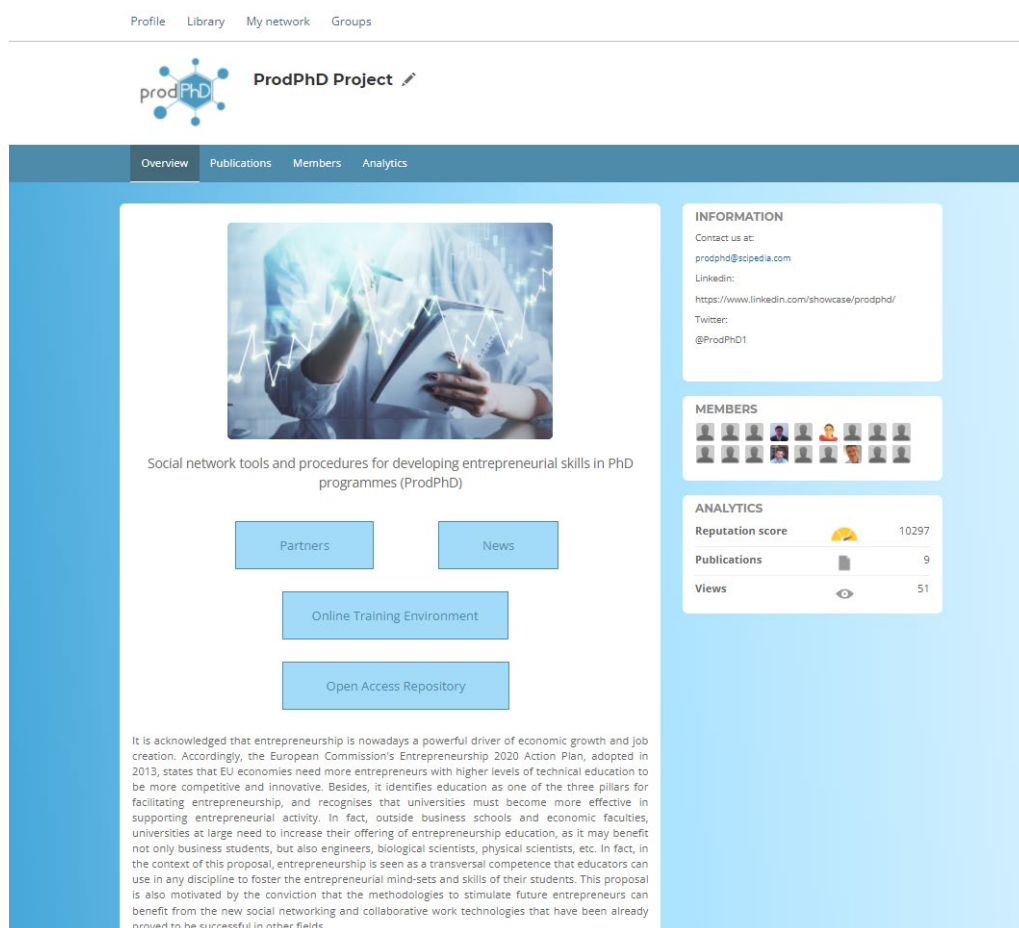 Profile Library My network Groups
prodPhD
ProdPhD Project
Overview Publications Members Analytics
Social network tools and procedures for developing entrepreneurial skills in PhD
programmes (ProdPhD)
Partners News
Online Training Environment
Open Access Repository
It is acknowledged that entrepreneurship is nowadays a powerful driver of economic growth and job
creation. Accordingly, the European Commission's Entrepreneurship 2020 Action Plan, adopted in
2013, states that EU economies need more entrepreneurs with higher levels of technical education to
be more competitive and innovative. Besides, it identifies education as one of the three pillars for
facilitating entrepreneurship, and recognises that universities must become more effective in
supporting entrepreneurial activity. In fact, outside business schools and economic faculties,
universities at large need to increase their offering of entrepreneurship education, as it may benefit
not only business students, but also engineers, biological scientists, physical scientists, etc. In fact, in
the context of this proposal, entrepreneurship is seen as a transversal competence that educators can
use in any discipline to foster the entrepreneurial mind-sets and skills of their students. This proposal
is also motivated by the conviction that the methodologies to stimulate future entrepreneurs can
benefit from the new social networking and collaborative work technologies that have been already
proved to be successful in other fields.
INFORMATION
Contact us at:
prodphd@scipedia.com
Linkedin:
https://www.linkedin.com/showcase/prodphd/
Twitter:
@ProdPhD1
MEMBERS
ANALYTICS
Reputation score 10297
Publications 9
Views 51